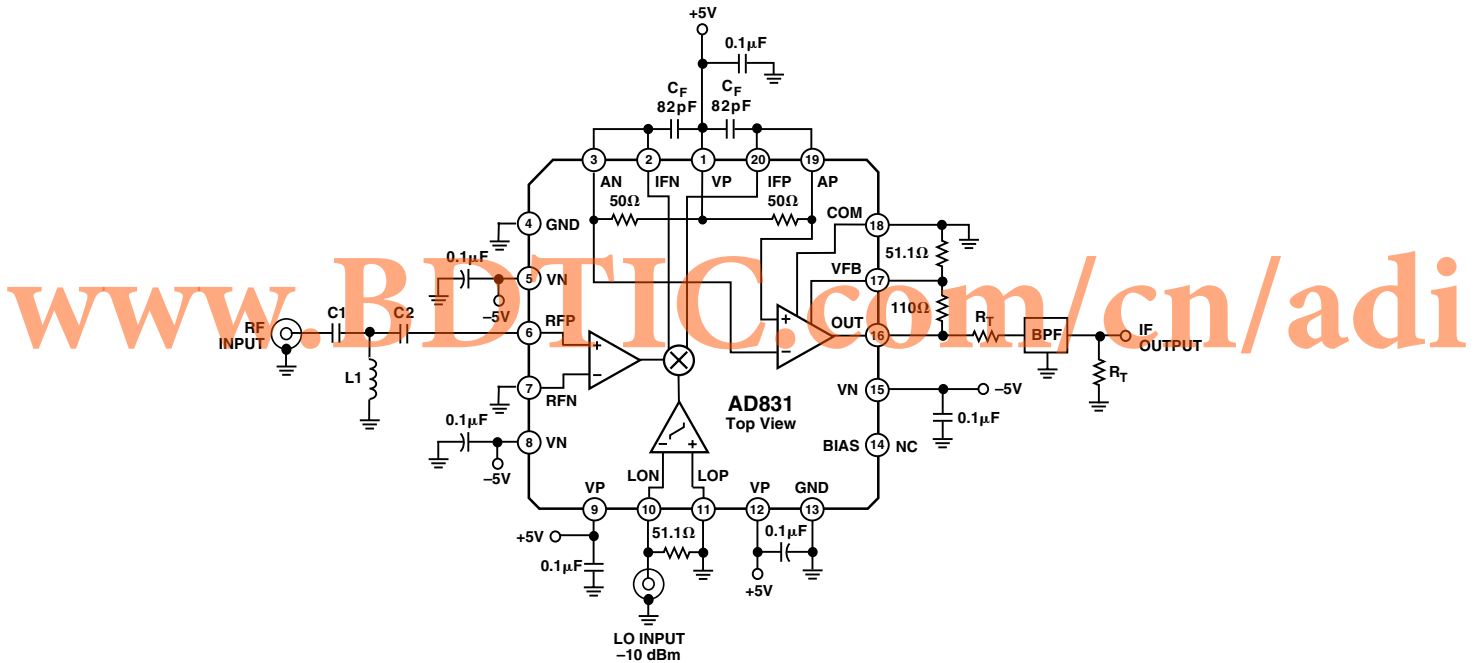 +5V
0.1µF
CF
82pF
CF
82pF
3
2
1
20
19
AN
IFN
VP
IFP
AP
50Ω
50Ω
4
GND
COM
18
51.1Ω
0.1µF
5
VN
–5V
VFB
17
110Ω
www.BDTIC.com/cn/adi
RF
INPUT
C1
C2
L1
6
RFP
+
–
+
–
OUT
16
RT
BPF
IF
OUTPUT
RT
7
RFN
AD831
Top View
VN
15
–5V
0.1µF
0.1µF
8
VN
–5V
–
+
BIAS
14
NC
LON
LOP
VP
9
10
11
VP
12
GND
13
+5V
0.1µF
51.1Ω
0.1µF
+5V
LO INPUT
–10 dBm